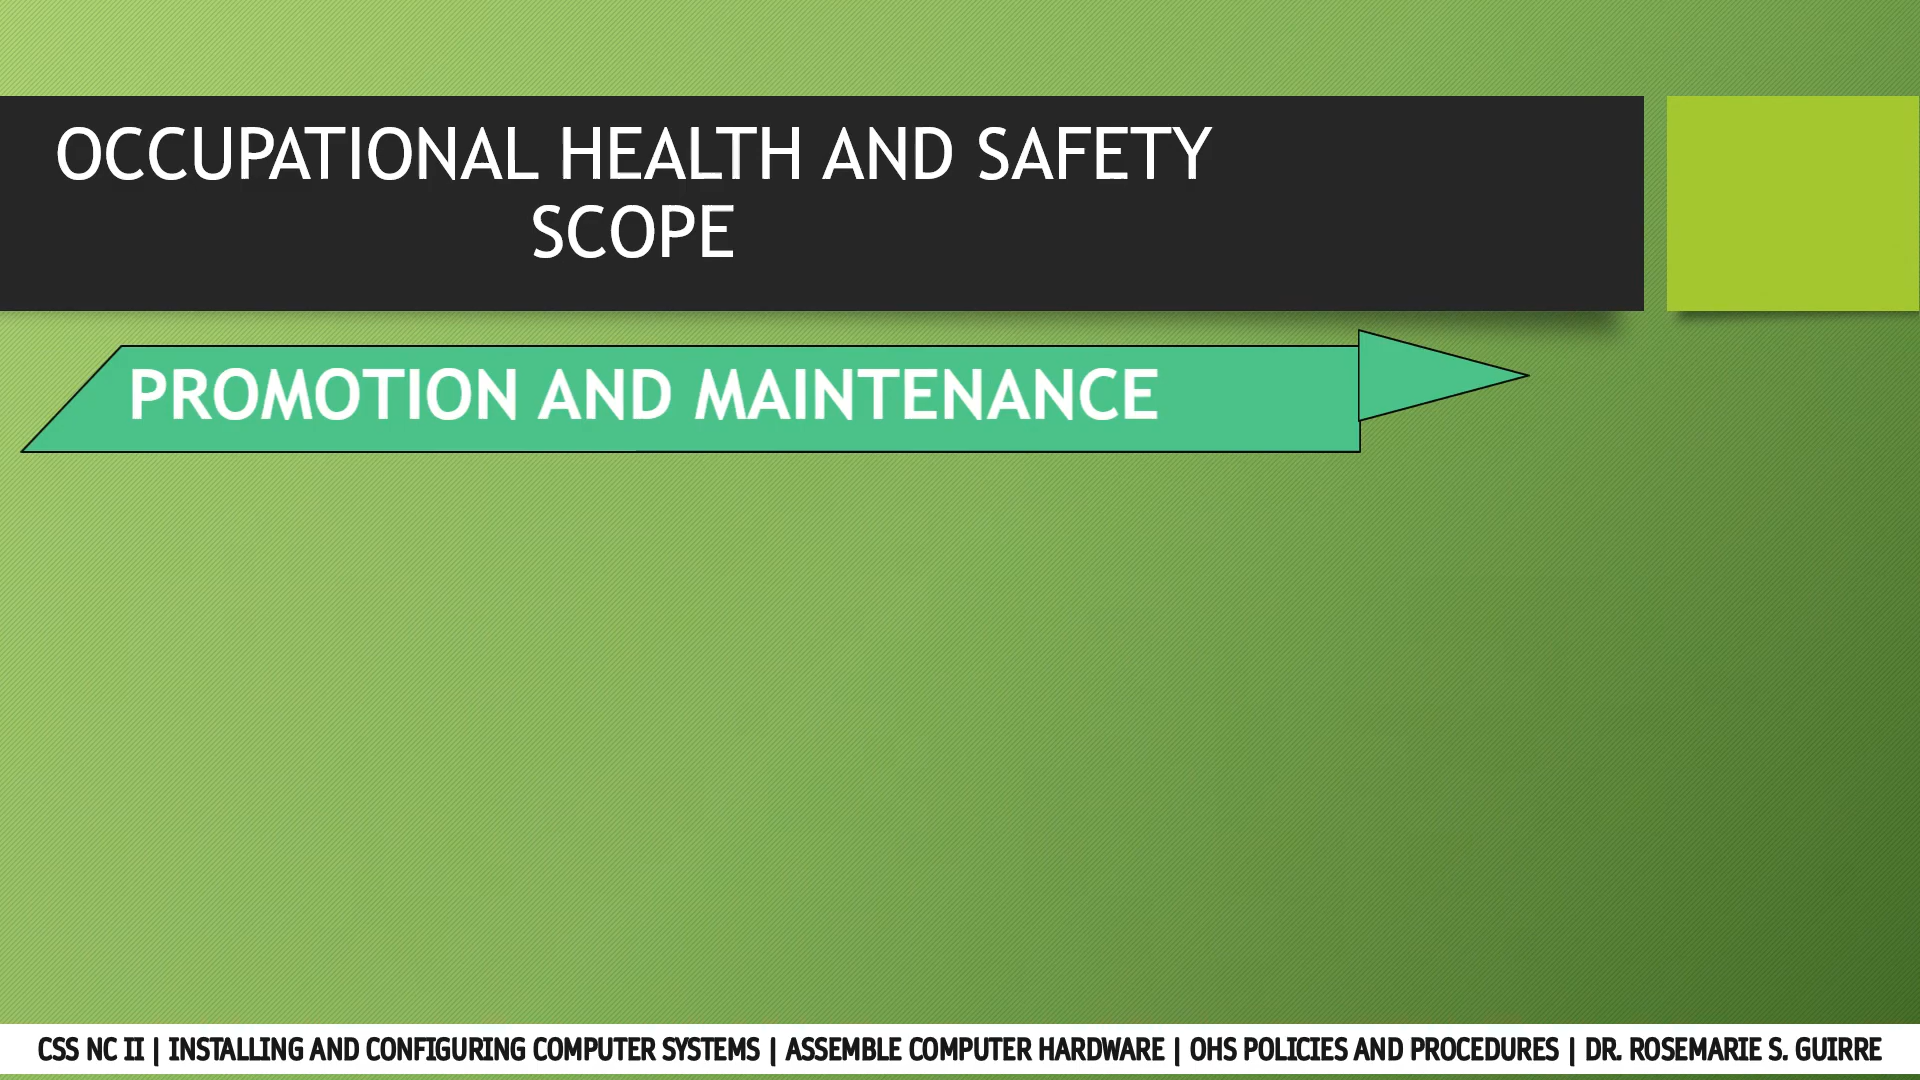 OCCUPATIONAL HEALTH AND SAFETY
SCOPE
PROMOTION AND MAINTENANCE
CSS NC II | INSTALLING AND CONFIGURING COMPUTER SYSTEMS | ASSEMBLE COMPUTER HARDWARE | OHS POLICIES AND PROCEDURES | DR. ROSEMARIE S. GUIRRE